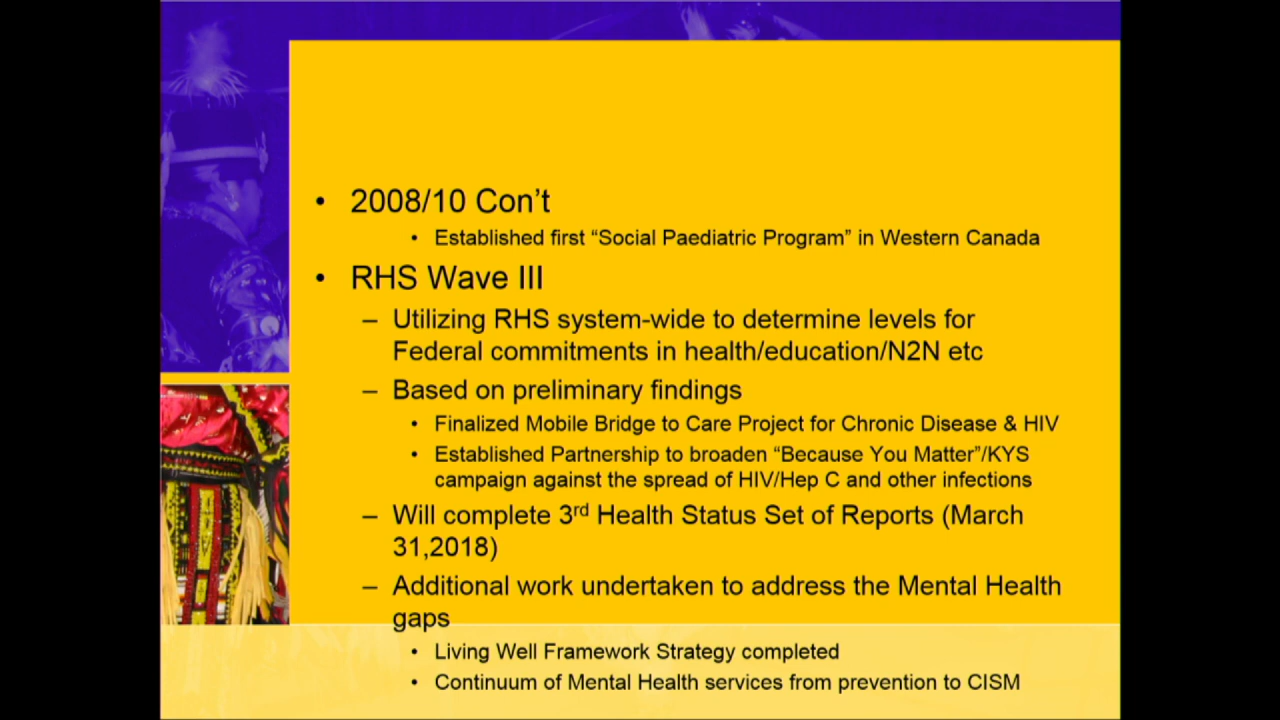 • 2008/10 Con’t
• Established first “Social Paediatric Program” in Western Canada
• RHS Wave III
– Utilizing RHS system-wide to determine levels for
Federal commitments in health/education/N2N etc
– Based on preliminary findings
• Finalized Mobile Bridge to Care Project for Chronic Disease & HIV
• Established Partnership to broaden “Because You Matter”/KYS
campaign against the spread of HIV/Hep C and other infections
– Will complete 3rd Health Status Set of Reports (March
31,2018)
– Additional work undertaken to address the Mental Health
gaps
• Living Well Framework Strategy completed
• Continuum of Mental Health services from prevention to CISM